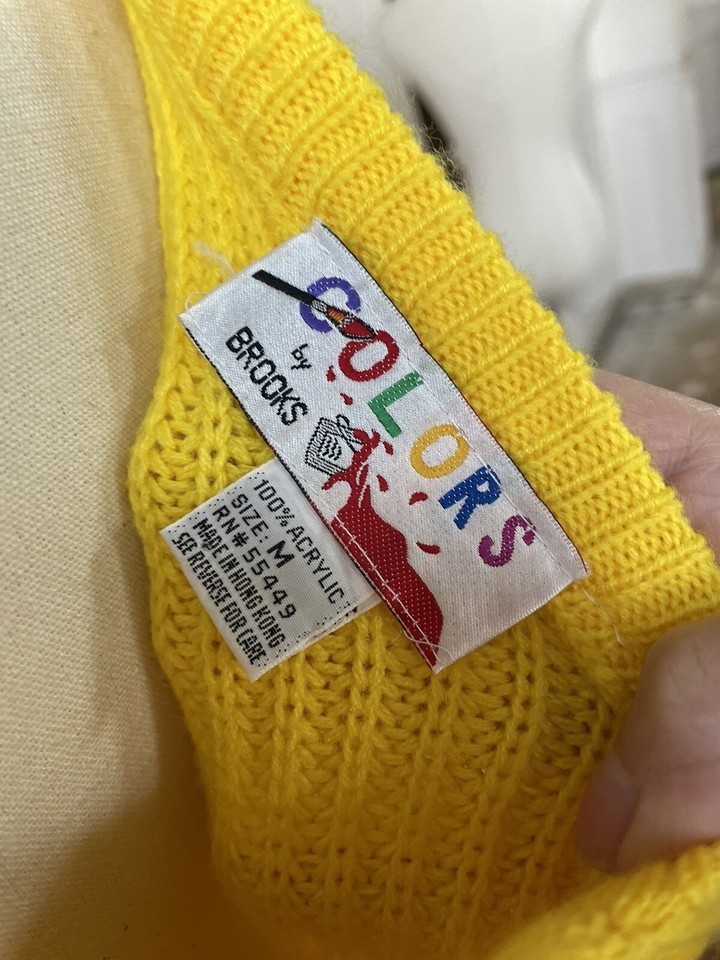 COLORS
by
BROOKS
100% ACRYLIC
SIZE: M
RN# 55449
MADE IN HONG KONG
SEE REVERSE FOR CARE